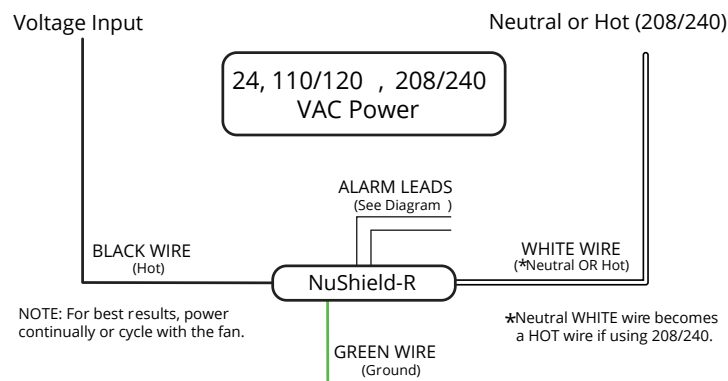 Voltage Input
Neutral or Hot (208/240)
24, 110/120 , 208/240
VAC Power
ALARM LEADS
(See Diagram )
BLACK WIRE
(Hot)
WHITE WIRE
(*Neutral OR Hot)
NuShield-R
NOTE: For best results, power
continually or cycle with the fan.
*Neutral WHITE wire becomes
a HOT wire if using 208/240.
GREEN WIRE
(Ground)